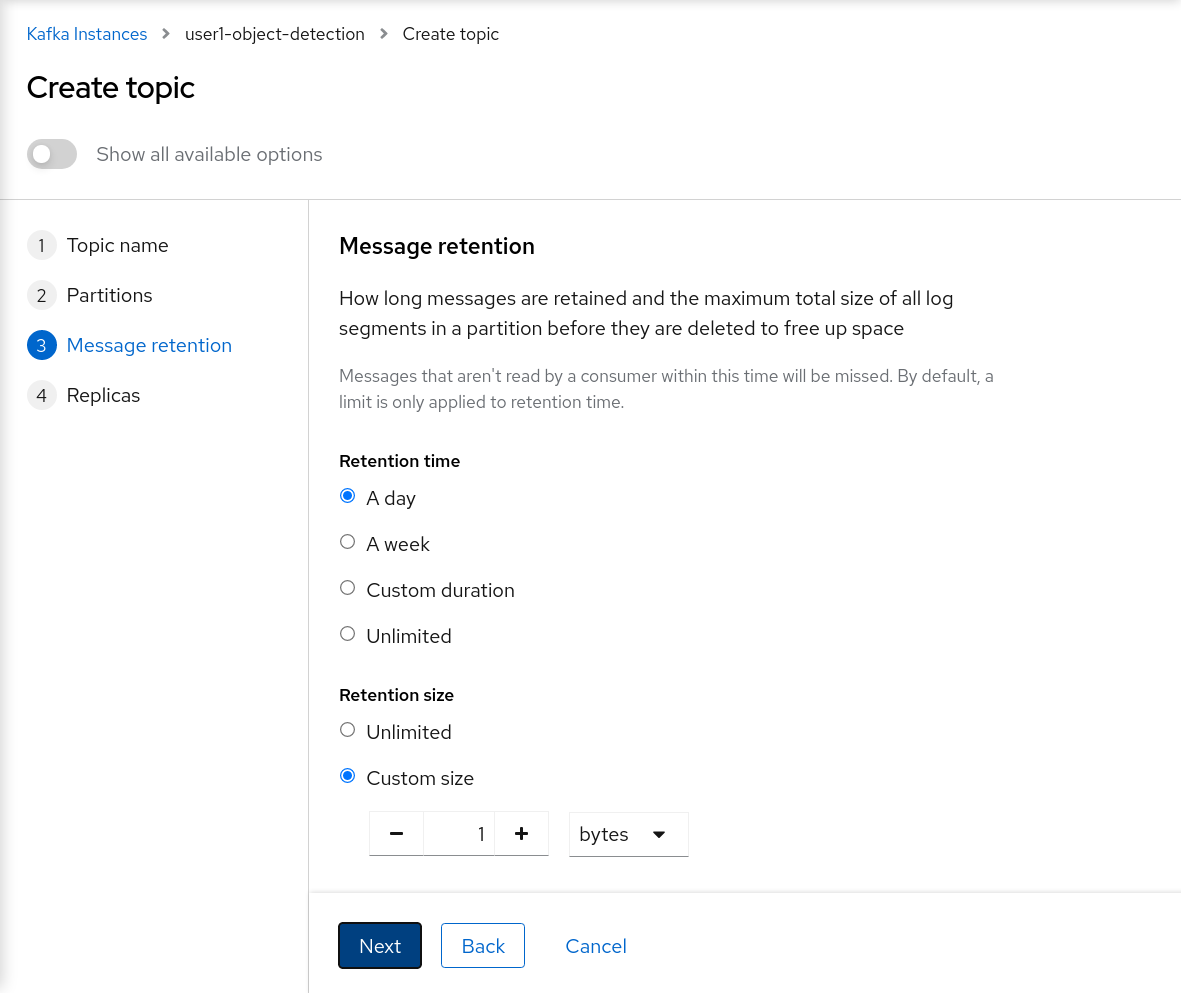 Kafka Instances > user1-object-detection > Create topic
Create topic
Show all available options
1 Topic name
2 Partitions
3 Message retention
4 Replicas
Message retention
How long messages are retained and the maximum total size of all log
segments in a partition before they are deleted to free up space
Messages that aren't read by a consumer within this time will be missed. By default, a
limit is only applied to retention time.
Retention time
A day
A week
Custom duration
Unlimited
Retention size
Unlimited
Custom size
− 1 + bytes
Next Back Cancel